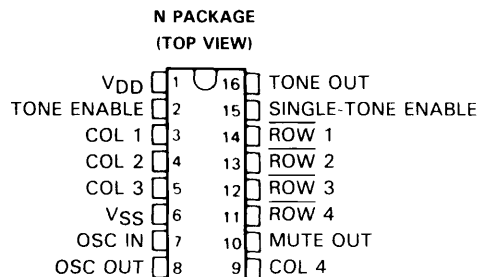 N PACKAGE
(TOP VIEW)
VDD 1 16 TONE OUT
TONE ENABLE 2 15 SINGLE-TONE ENABLE
COL 1 3 14 ROW 1
COL 2 4 13 ROW 2
COL 3 5 12 ROW 3
VSS 6 11 ROW 4
OSC IN 7 10 MUTE OUT
OSC OUT 8 9 COL 4